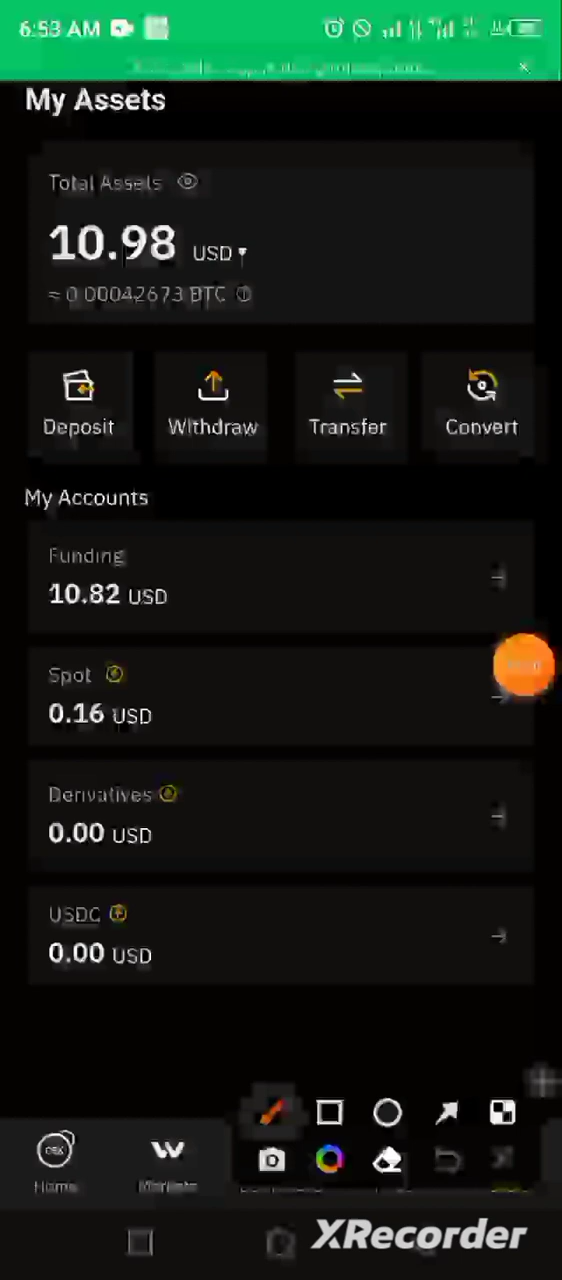 6:53 AM
My Assets
Total Assets
10.98 USD
≈ 0.00042673 BTC
Deposit
Withdraw
Transfer
Convert
My Accounts
Funding
10.82 USD
Spot
0.16 USD
Derivatives
0.00 USD
USDC
0.00 USD
Home
Markets
XRecorder